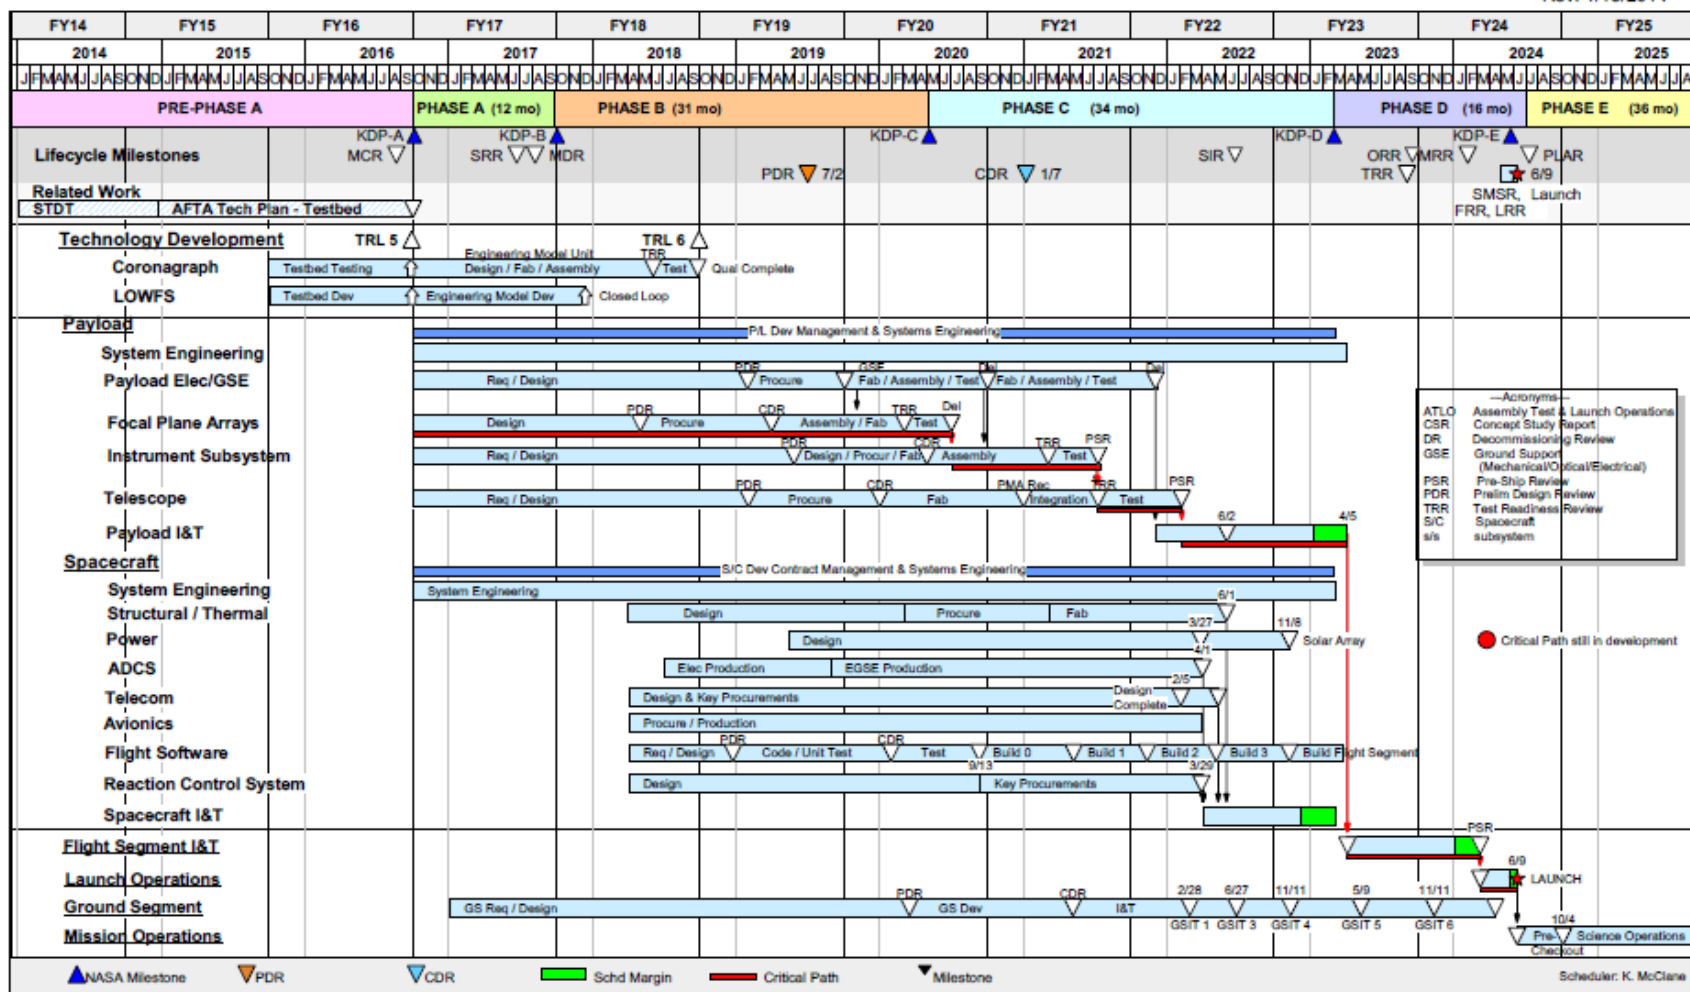 FY14 FY15 FY16 FY17 FY18 FY19 FY20 FY21 FY22 FY23 FY24 FY25
2014 2015 2016 2017 2018 2019 2020 2021 2022 2023 2024 2025
J F M A M J J A S O N D J F M A M J J A S O N D J F M A M J J A S O N D J F M A M J J A S O N D J F M A M J J A S O N D J F M A M J J A S O N D J F M A M J J A S O N D J F M A M J J A S O N D J F M A M J J A S O N D J F M A M J J A S O N D J F M A M J J A S O N D J F M A M J J A
PRE-PHASE A PHASE A (12 mo) PHASE B (31 mo) PHASE C (34 mo) PHASE D (16 mo) PHASE E (36 mo)
KDP-A KDP-B KDP-C KDP-D KDP-E
Lifecycle Milestones MCR SRR MDR SIR ORR MRR PLAR
PDR 7/2 CDR 1/7 TRR 6/9
Related Work SMSR, Launch
STDT AFTA Tech Plan - Testbed FRR, LRR
Technology Development TRL 5 TRL 6
Engineering Model Unit TRR
Coronagraph Testbed Testing Design / Fab / Assembly Test Qual Complete
LOWFS Testbed Dev Engineering Model Dev Closed Loop
Payload P/L Dev Management & Systems Engineering
System Engineering
PDR GSE Del Del
Payload Elec/GSE Req / Design Procure Fab / Assembly / Test Fab / Assembly / Test
PDR CDR TRR Del
Focal Plane Arrays Design Procure Assembly / Fab Test
PDR CDR TRR PSR
Instrument Subsystem Req / Design Design / Procur / Fab Assembly Test
PDR CDR PMA Rec TRR PSR
Telescope Req / Design Procure Fab Integration Test
6/2 4/5
Payload I&T
Spacecraft S/C Dev Contract Management & Systems Engineering
System Engineering System Engineering
6/1
Structural / Thermal Design Procure Fab
3/27 11/8
Power Design Solar Array
4/1
ADCS Elec Production EGSE Production
2/5
Telecom Design & Key Procurements Design Complete
Avionics Procure / Production
PDR CDR
Flight Software Req / Design Code / Unit Test Test Build 0 Build 1 Build 2 Build 3 Build Flight Segment
9/13 3/29
Reaction Control System Design Key Procurements
Spacecraft I&T
PSR
Flight Segment I&T
6/9
Launch Operations LAUNCH
PDR CDR 2/28 6/27 11/11 5/9 11/11
Ground Segment GS Req / Design GS Dev I&T
GSIT 1 GSIT 3 GSIT 4 GSIT 5 GSIT 6
10/4
Mission Operations Pre- Science Operations
Checkout
---Acronyms---
ATLO Assembly Test & Launch Operations
CSR Concept Study Report
DR Decommissioning Review
GSE Ground Support
(Mechanical/Optical/Electrical)
PSR Pre-Ship Review
PDR Prelim Design Review
TRR Test Readiness Review
S/C Spacecraft
s/s subsystem
Critical Path still in development
NASA Milestone PDR CDR Schd Margin Critical Path Milestone Scheduler: K. McClane